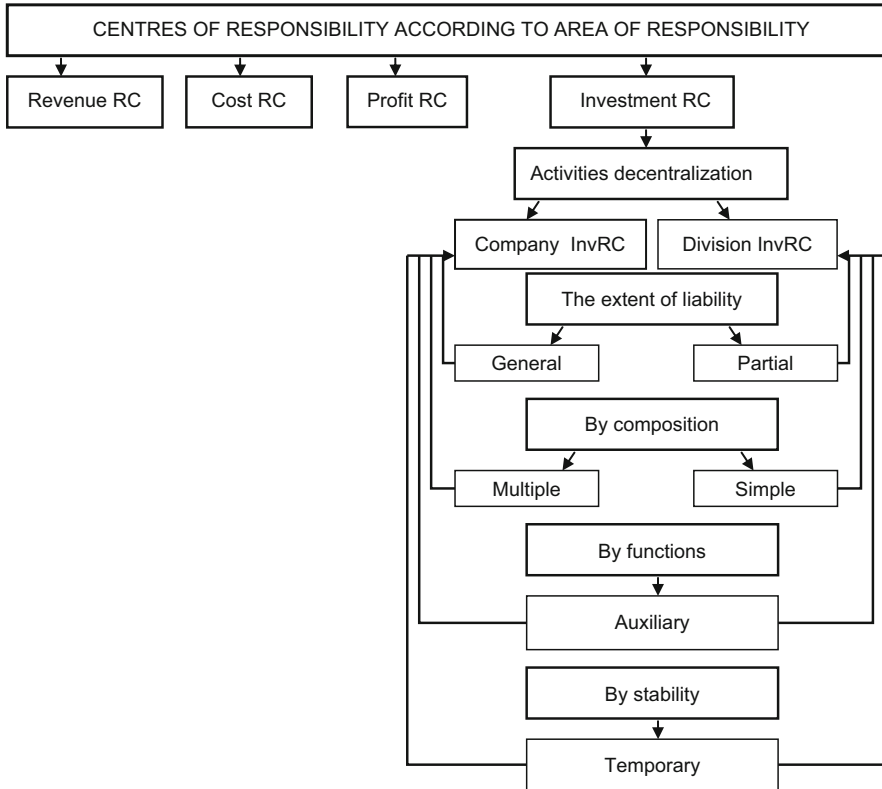 CENTRES OF RESPONSIBILITY ACCORDING TO AREA OF RESPONSIBILITY
Revenue RC
Cost RC
Profit RC
Investment RC
Activities decentralization
Company InvRC
Division InvRC
The extent of liability
General
Partial
By composition
Multiple
Simple
By functions
Auxiliary
By stability
Temporary